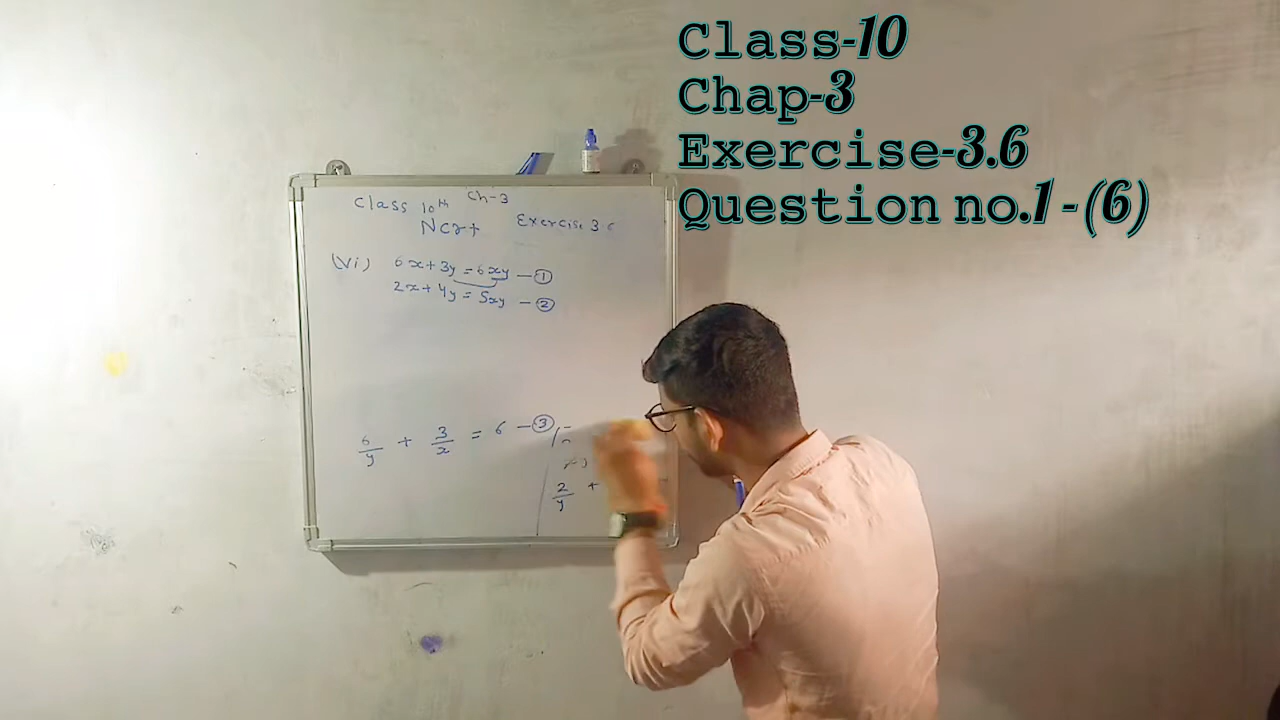 Class-10
Chap-3
Exercise-3.6
Question no.1-(6)
Class 10th Ch-3
Ncrt Exercise 3.6
(Vi) 6x+3y=6xy-①
2x+4y=5xy-②
6/y + 3/x = 6-③
2/y +